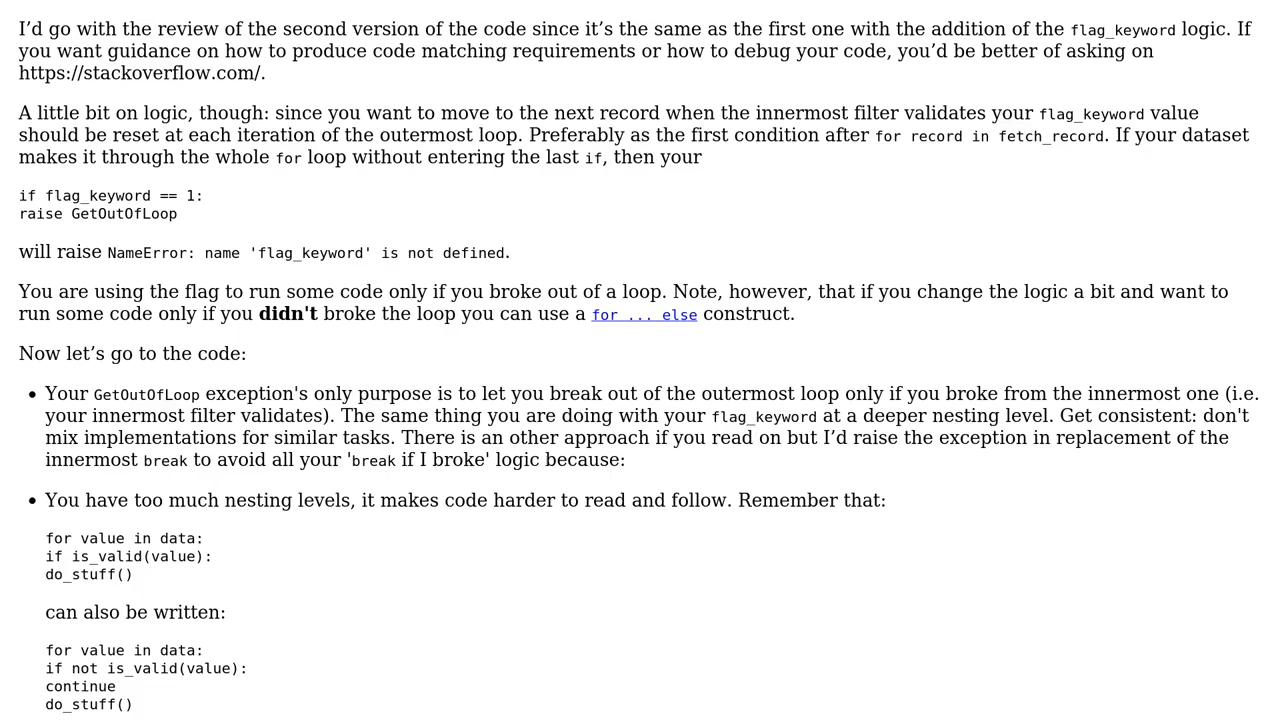 I’d go with the review of the second version of the code since it’s the same as the first one with the addition of the flag_keyword logic. If
you want guidance on how to produce code matching requirements or how to debug your code, you’d be better of asking on
https://stackoverflow.com/.
A little bit on logic, though: since you want to move to the next record when the innermost filter validates your flag_keyword value
should be reset at each iteration of the outermost loop. Preferably as the first condition after for record in fetch_record. If your dataset
makes it through the whole for loop without entering the last if, then your
if flag_keyword == 1:
raise GetOutOfLoop
will raise NameError: name 'flag_keyword' is not defined.
You are using the flag to run some code only if you broke out of a loop. Note, however, that if you change the logic a bit and want to
run some code only if you didn't broke the loop you can use a for ... else construct.
Now let’s go to the code:
• Your GetOutOfLoop exception's only purpose is to let you break out of the outermost loop only if you broke from the innermost one (i.e.
your innermost filter validates). The same thing you are doing with your flag_keyword at a deeper nesting level. Get consistent: don't
mix implementations for similar tasks. There is an other approach if you read on but I’d raise the exception in replacement of the
innermost break to avoid all your 'break if I broke' logic because:
• You have too much nesting levels, it makes code harder to read and follow. Remember that:
for value in data:
if is_valid(value):
do_stuff()
can also be written:
for value in data:
if not is_valid(value):
continue
do_stuff()